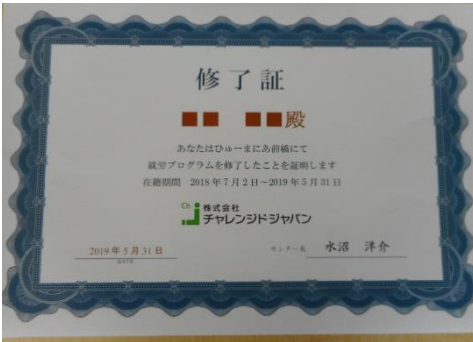 修了証
■■ ■■殿
あなたはひゅーまにあ前橋にて
就労プログラムを修了したことを証明します
在籍期間 2018年7月2日～2019年5月31日
Ch.J 株式会社
チャレンジドジャパン
2019年5月31日
DATE
センター長 水沼 洋介